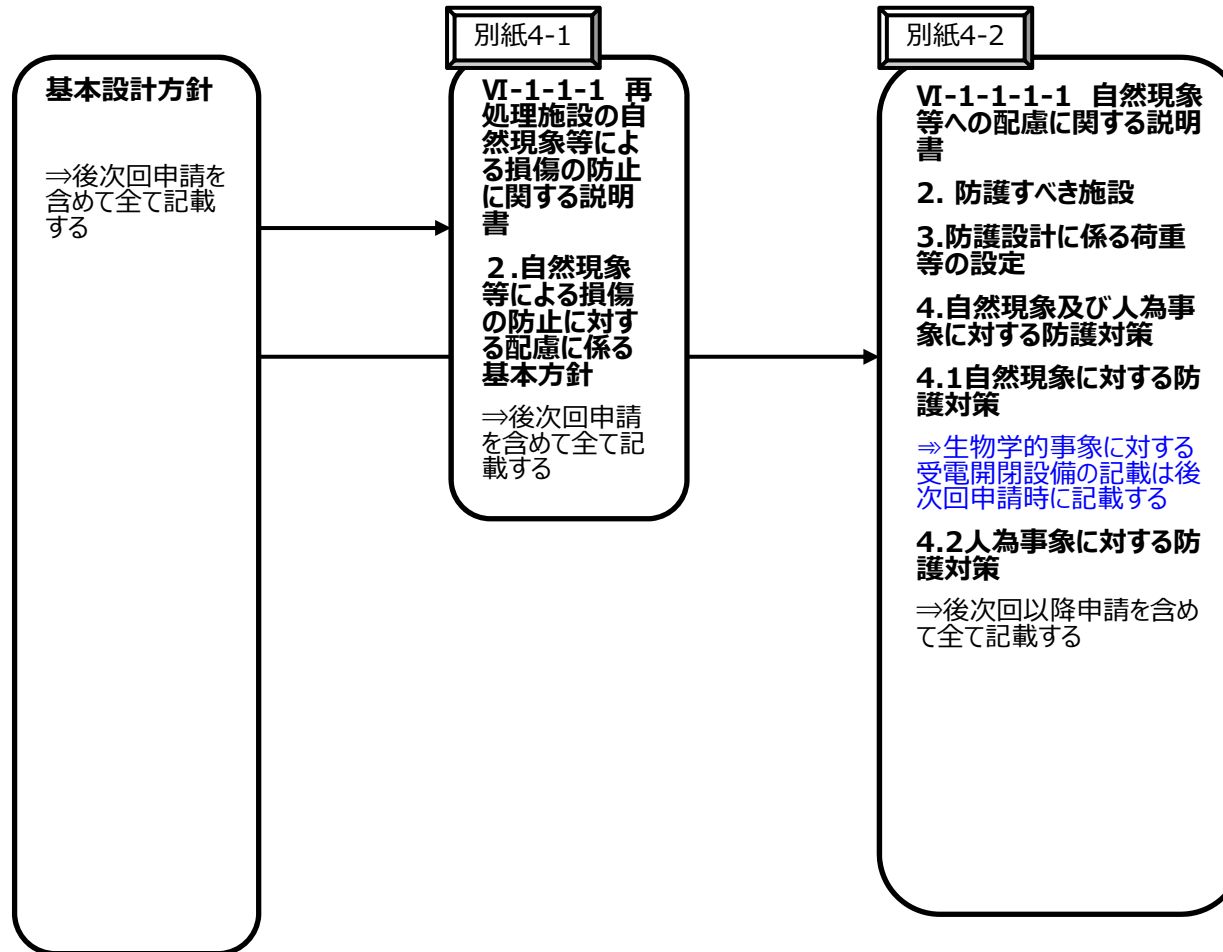 基本設計方針
⇒後次回申請を
含めて全て記載
する
別紙4-1
Ⅵ-1-1-1 再
処理施設の自
然現象等によ
る損傷の防止
に関する説明
書
２.自然現象
等による損傷
の防止に対す
る配慮に係る
基本方針
⇒後次回申請
を含めて全て記
載する
別紙4-2
Ⅵ-1-1-1-1 自然現象
等への配慮に関する説明
書
2. 防護すべき施設
3.防護設計に係る荷重
等の設定
4.自然現象及び人為事
象に対する防護対策
4.1自然現象に対する防
護対策
⇒生物学的事象に対する
受電開閉設備の記載は後
次回申請時に記載する
4.2人為事象に対する防
護対策
⇒後次回以降申請を含め
て全て記載する